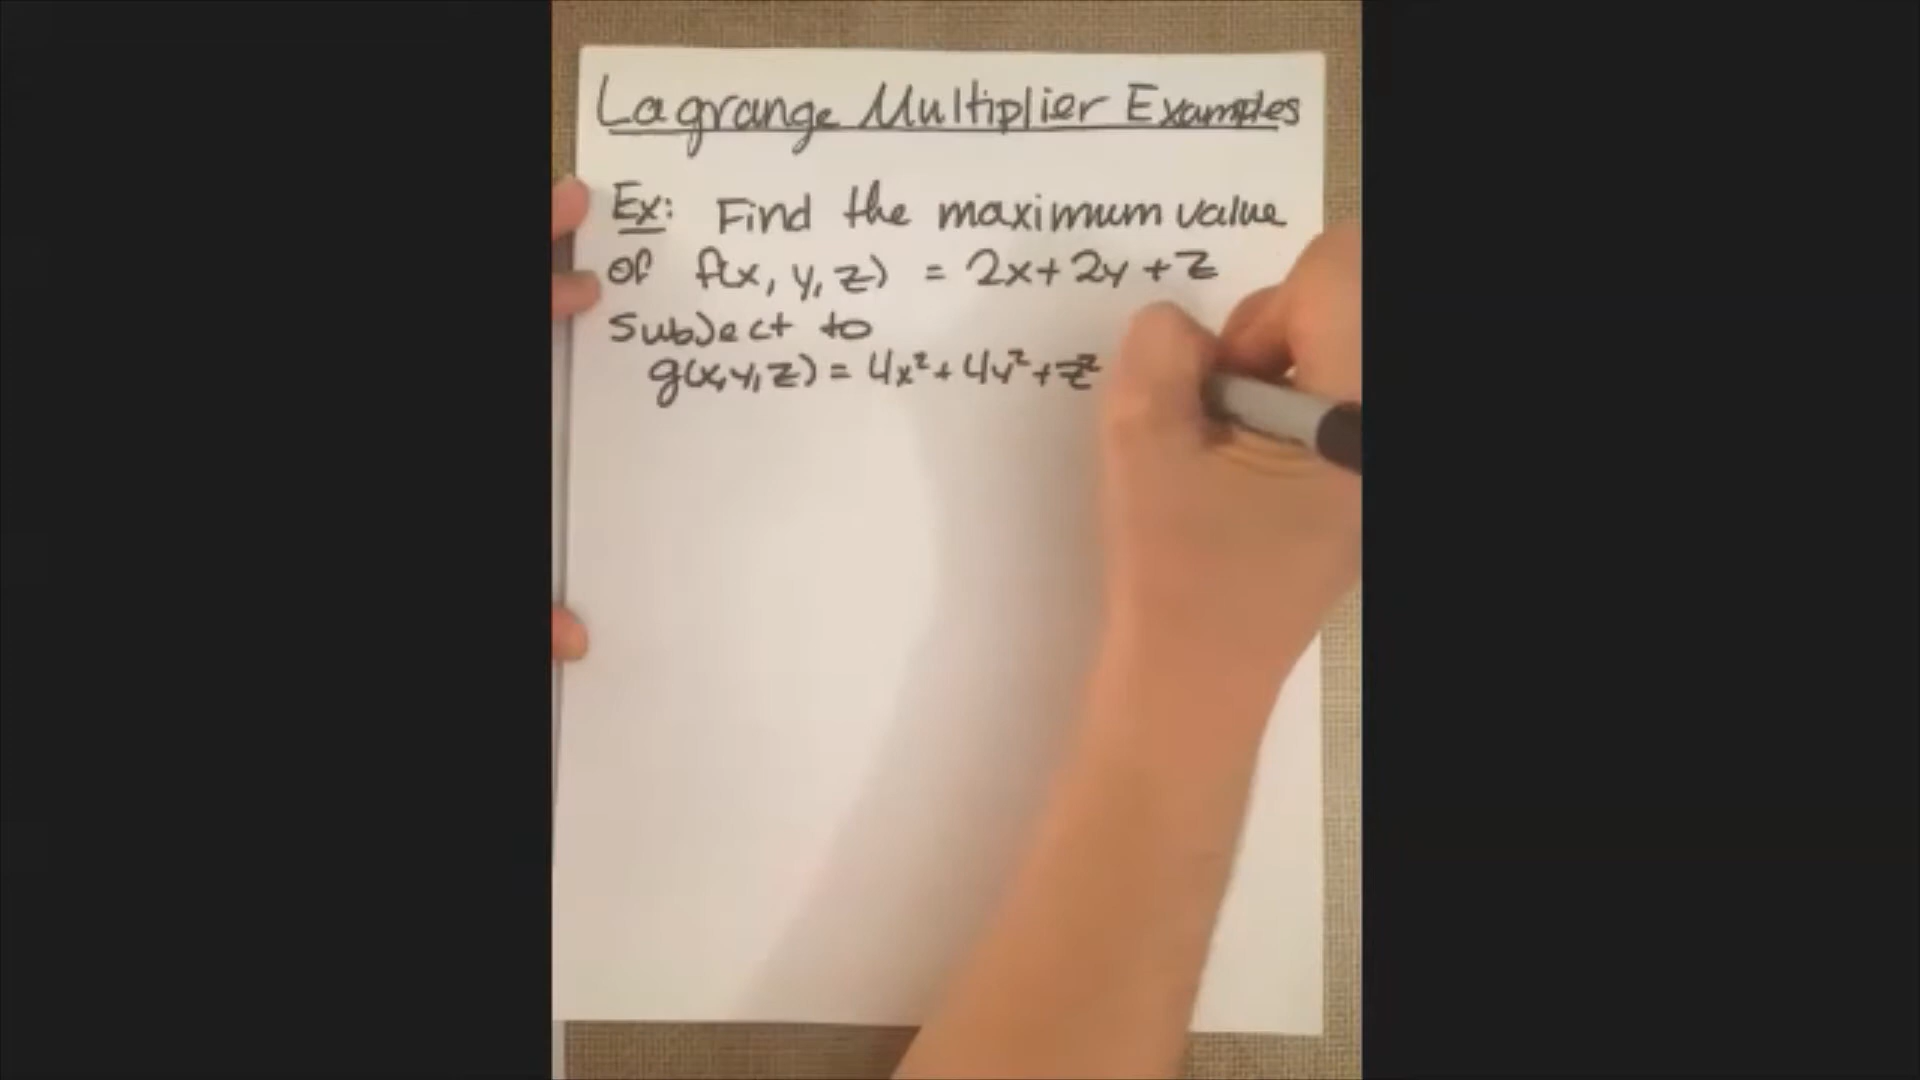 Lagrange Multiplier Examples
Ex: Find the maximum value
of f(x, y, z) = 2x + 2y + z
subject to
g(x,y,z) = 4x² + 4y² + z²